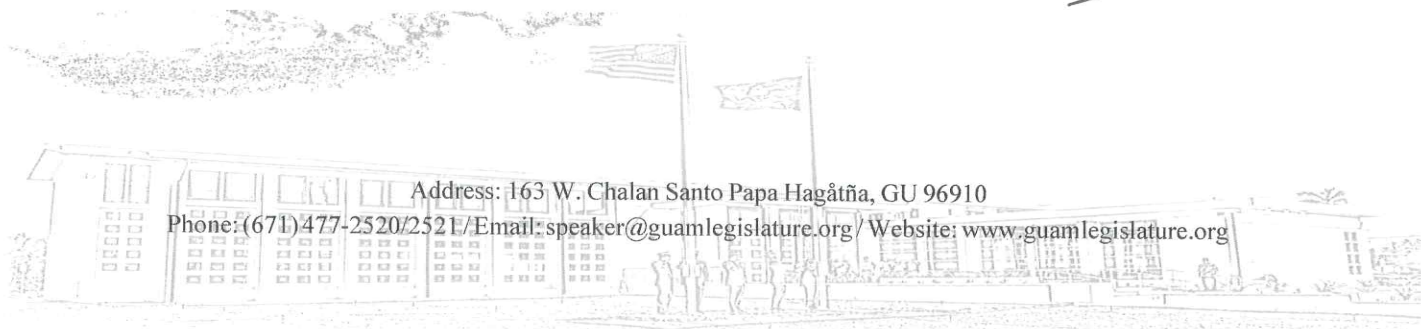 Address: 163 W. Chalan Santo Papa Hagåtña, GU 96910
Phone: (671)477-2520/2521/ Email: speaker@guamlegislature.org/ Website: www.guamlegislature.org